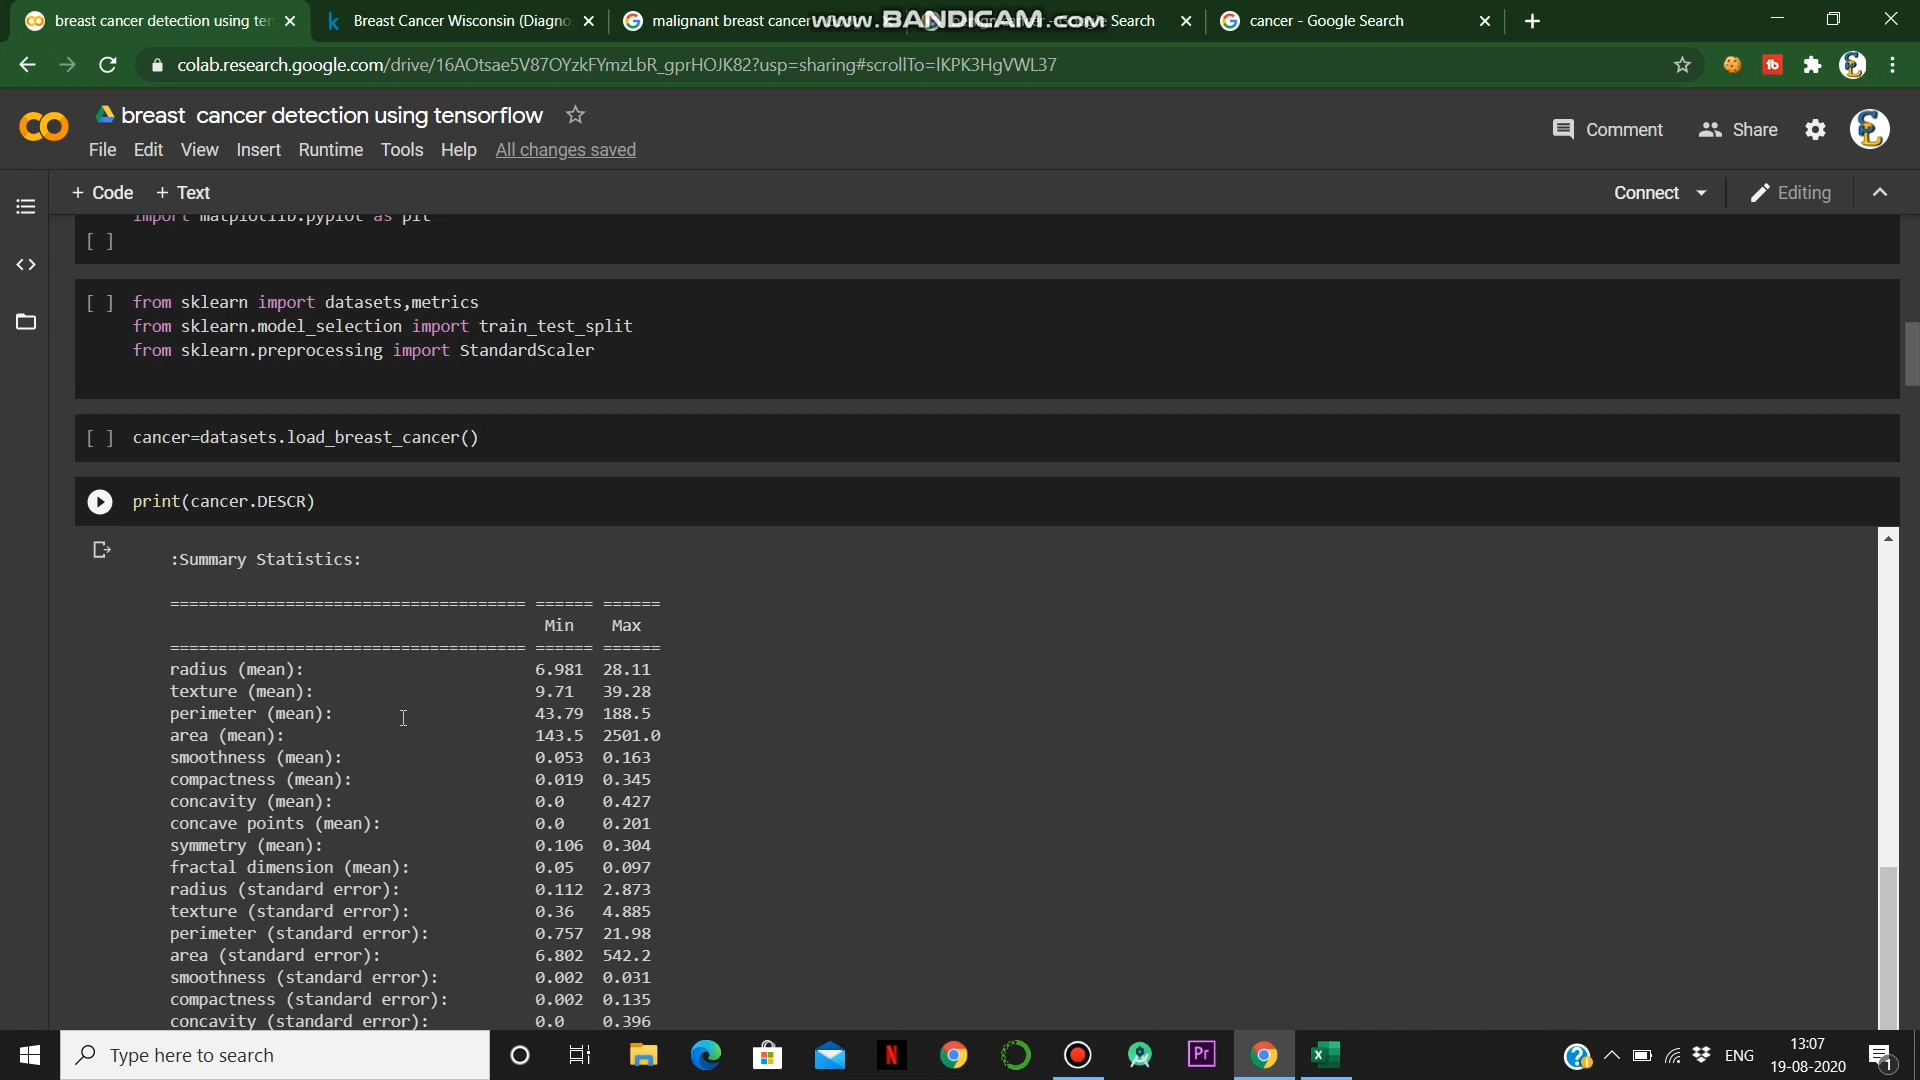 breast cancer detection using ter
Breast Cancer Wisconsin (Diagno
malignant breast cancer
www.BANDICAM.com
Search
cancer - Google Search
colab.research.google.com/drive/16AOtsae5V87OYzkFYmzLbR_gprHOJK82?usp=sharing#scrollTo=lKPK3HgVWL37
breast cancer detection using tensorflow
File Edit View Insert Runtime Tools Help All changes saved
Comment Share
+ Code + Text
Connect Editing
import matplotlib.pyplot as plt
[ ]
[ ] from sklearn import datasets,metrics
from sklearn.model_selection import train_test_split
from sklearn.preprocessing import StandardScaler
[ ] cancer=datasets.load_breast_cancer()
print(cancer.DESCR)
:Summary Statistics:
===================================== ====== ======
Min Max
===================================== ====== ======
radius (mean): 6.981 28.11
texture (mean): 9.71 39.28
perimeter (mean): 43.79 188.5
area (mean): 143.5 2501.0
smoothness (mean): 0.053 0.163
compactness (mean): 0.019 0.345
concavity (mean): 0.0 0.427
concave points (mean): 0.0 0.201
symmetry (mean): 0.106 0.304
fractal dimension (mean): 0.05 0.097
radius (standard error): 0.112 2.873
texture (standard error): 0.36 4.885
perimeter (standard error): 0.757 21.98
area (standard error): 6.802 542.2
smoothness (standard error): 0.002 0.031
compactness (standard error): 0.002 0.135
concavity (standard error): 0.0 0.396
Type here to search
N
Pr
ENG
13:07
19-08-2020
1